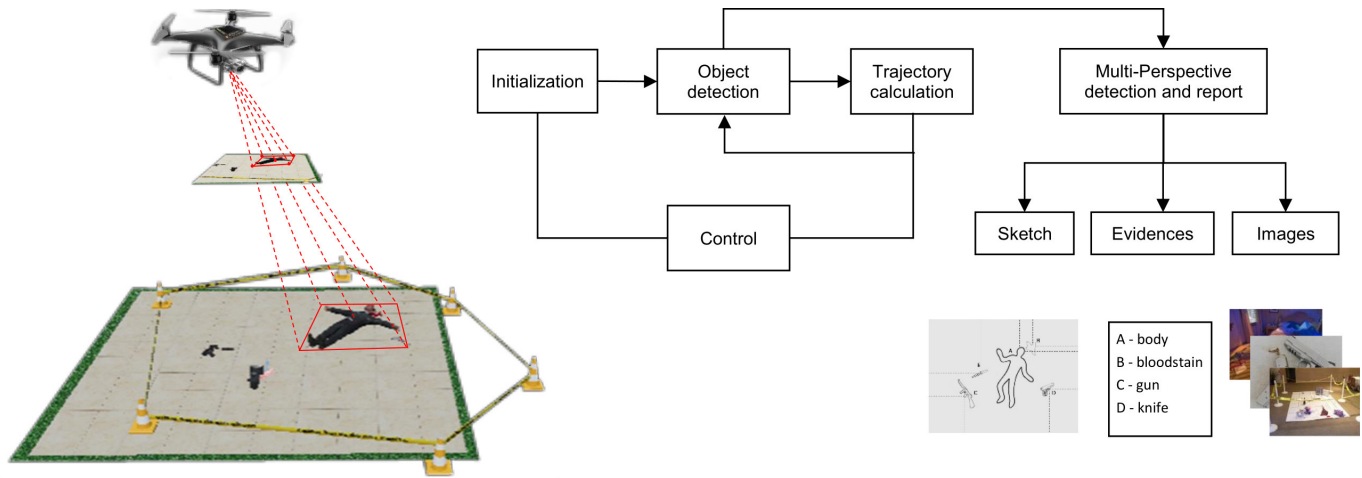 Initialization
Object
detection
Trajectory
calculation
Multi-Perspective
detection and report
Control
Sketch
Evidences
Images
A
B
C
D
A - body
B - bloodstain
C - gun
D - knife